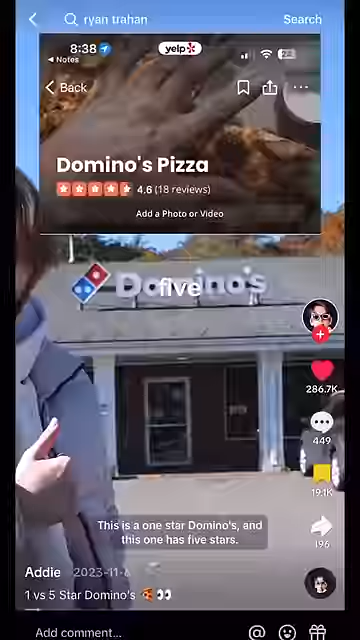 ryan trahan
Search
8:38
yelp
Notes
22
Back
Domino's Pizza
4.6 (18 reviews)
Add a Photo or Video
Domino's
five
286.7K
449
19.1K
196
This is a one star Domino's, and
this one has five stars.
Addie 2023-11-6
1 vs 5 Star Domino's 🍕👀
Add comment...